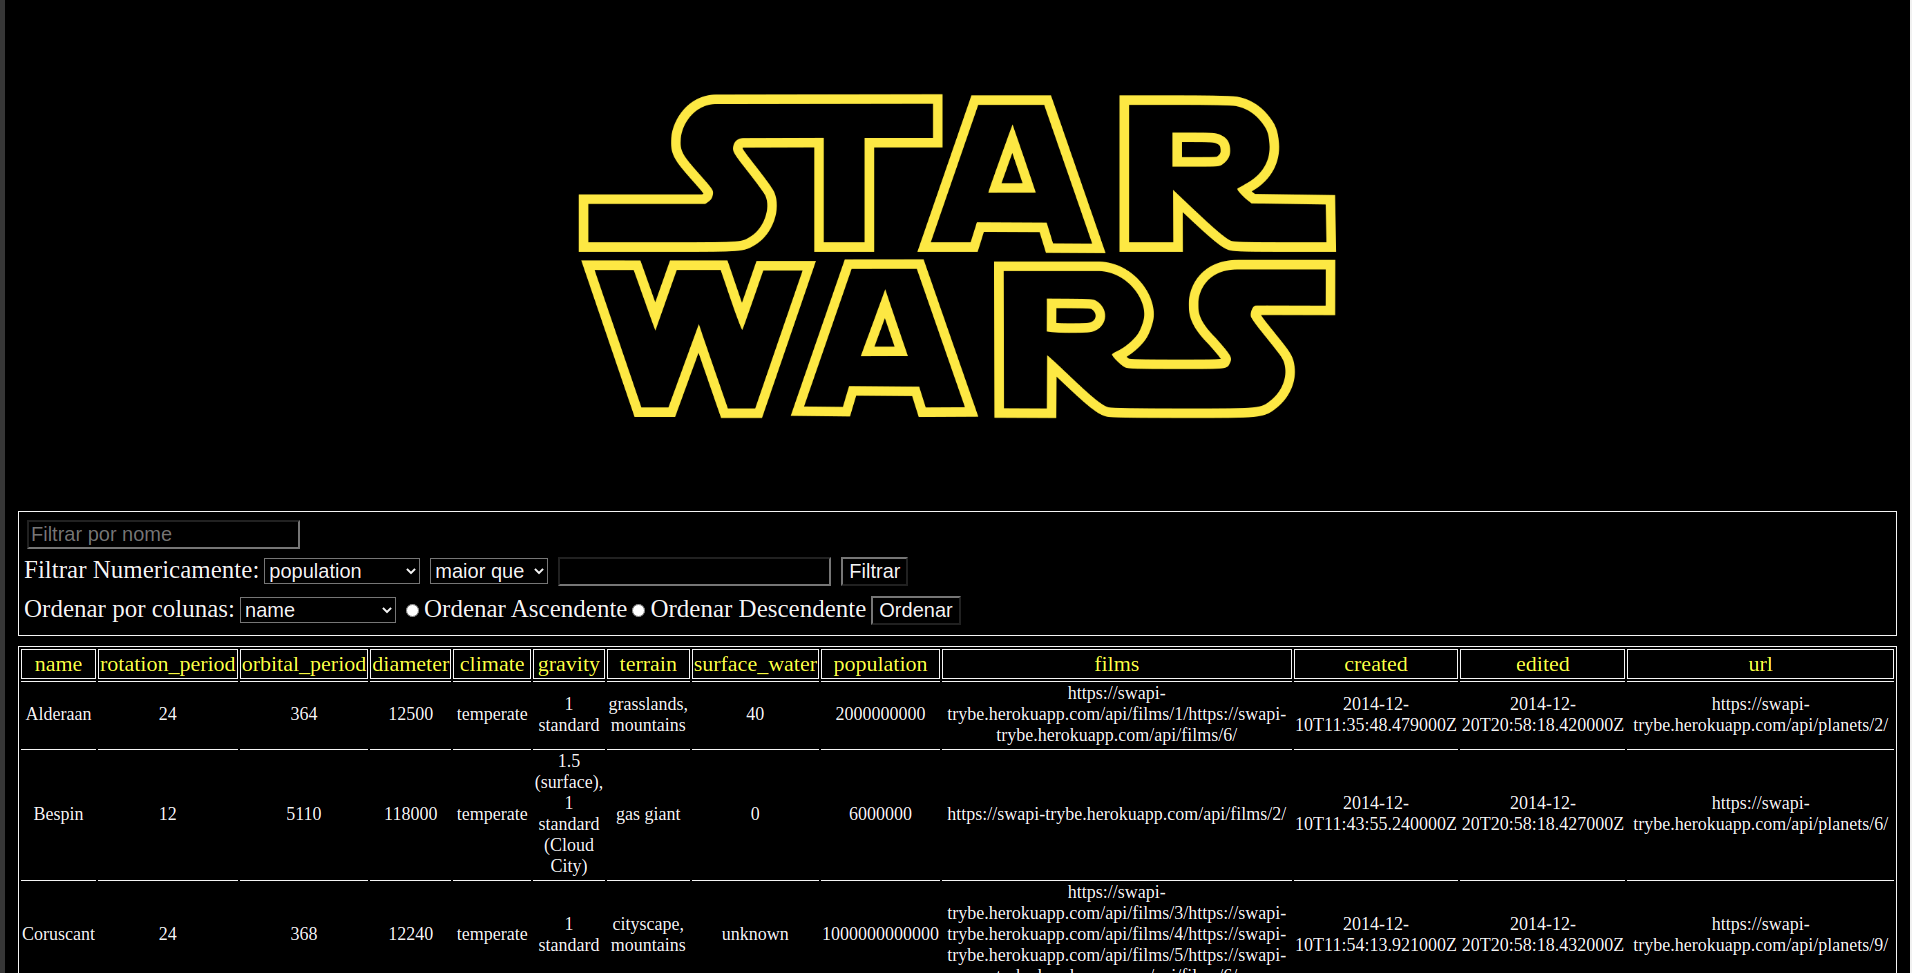 STAR
WARS
Filtrar por nome
Filtrar Numericamente: population maior que Filtrar
Ordenar por colunas: name Ordenar Ascendente Ordenar Descendente Ordenar
name rotation_period orbital_period diameter climate gravity terrain surface_water population films created edited url
Alderaan 24 364 12500 temperate 1 standard grasslands, mountains 40 2000000000 https://swapi-trybe.herokuapp.com/api/films/1/https://swapi-trybe.herokuapp.com/api/films/6/ 2014-12-10T11:35:48.479000Z 2014-12-20T20:58:18.420000Z https://swapi-trybe.herokuapp.com/api/planets/2/
Bespin 12 5110 118000 temperate 1.5 (surface), 1 standard (Cloud City) gas giant 0 6000000 https://swapi-trybe.herokuapp.com/api/films/2/ 2014-12-10T11:43:55.240000Z 2014-12-20T20:58:18.427000Z https://swapi-trybe.herokuapp.com/api/planets/6/
Coruscant 24 368 12240 temperate 1 standard cityscape, mountains unknown 1000000000000 https://swapi-trybe.herokuapp.com/api/films/3/https://swapi-trybe.herokuapp.com/api/films/4/https://swapi-trybe.herokuapp.com/api/films/5/https://swapi- 2014-12-10T11:54:13.921000Z 2014-12-20T20:58:18.432000Z https://swapi-trybe.herokuapp.com/api/planets/9/